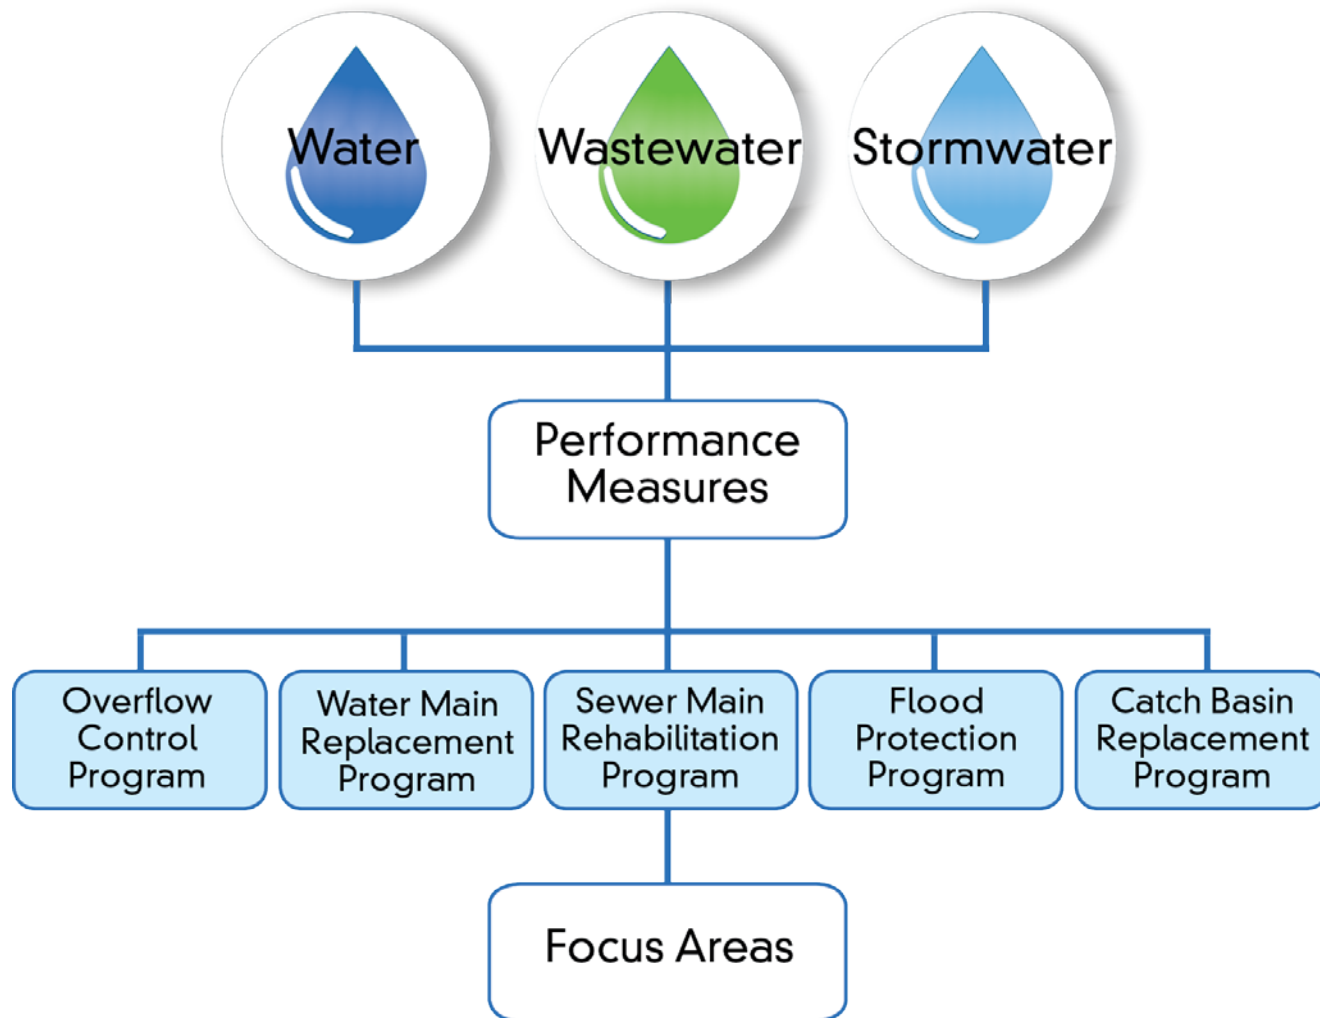 Water
Wastewater
Stormwater
Performance
Measures
Overflow
Control
Program
Water Main
Replacement
Program
Sewer Main
Rehabilitation
Program
Flood
Protection
Program
Catch Basin
Replacement
Program
Focus Areas